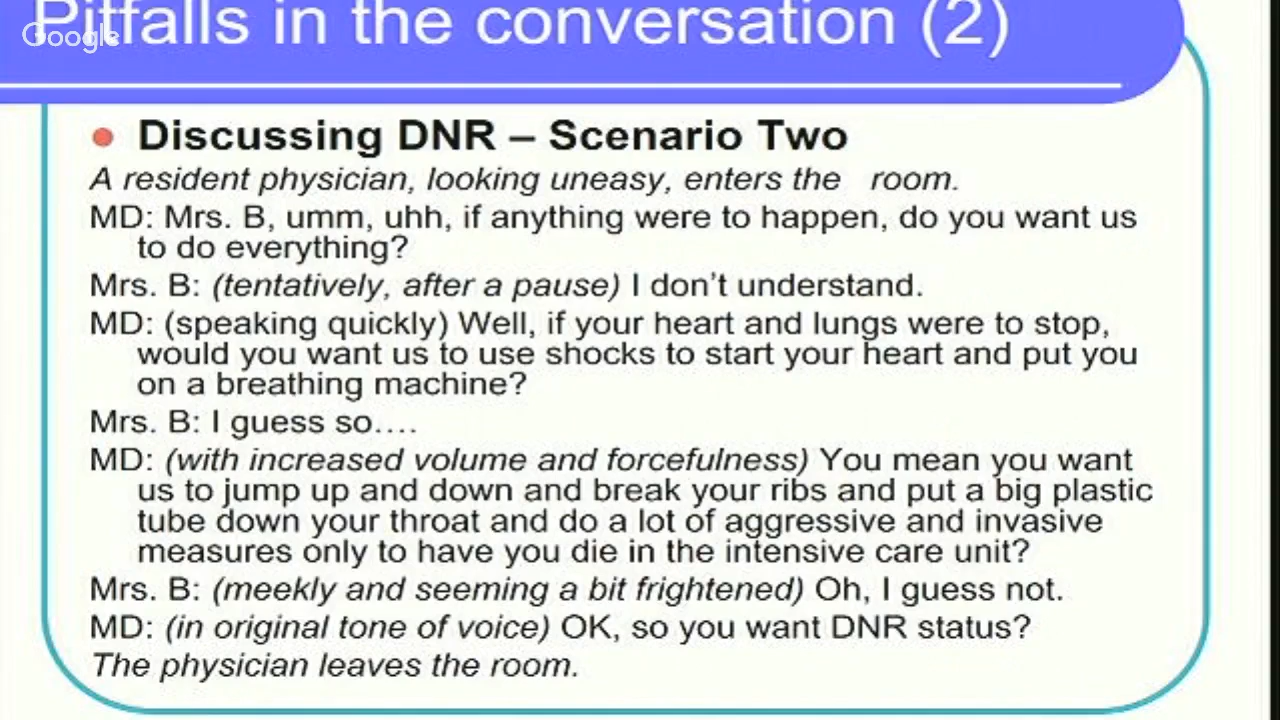 Pitfalls in the conversation (2)
Google
Discussing DNR – Scenario Two
A resident physician, looking uneasy, enters the room.
MD: Mrs. B, umm, uhh, if anything were to happen, do you want us
to do everything?
Mrs. B: (tentatively, after a pause) I don’t understand.
MD: (speaking quickly) Well, if your heart and lungs were to stop,
would you want us to use shocks to start your heart and put you
on a breathing machine?
Mrs. B: I guess so….
MD: (with increased volume and forcefulness) You mean you want
us to jump up and down and break your ribs and put a big plastic
tube down your throat and do a lot of aggressive and invasive
measures only to have you die in the intensive care unit?
Mrs. B: (meekly and seeming a bit frightened) Oh, I guess not.
MD: (in original tone of voice) OK, so you want DNR status?
The physician leaves the room.